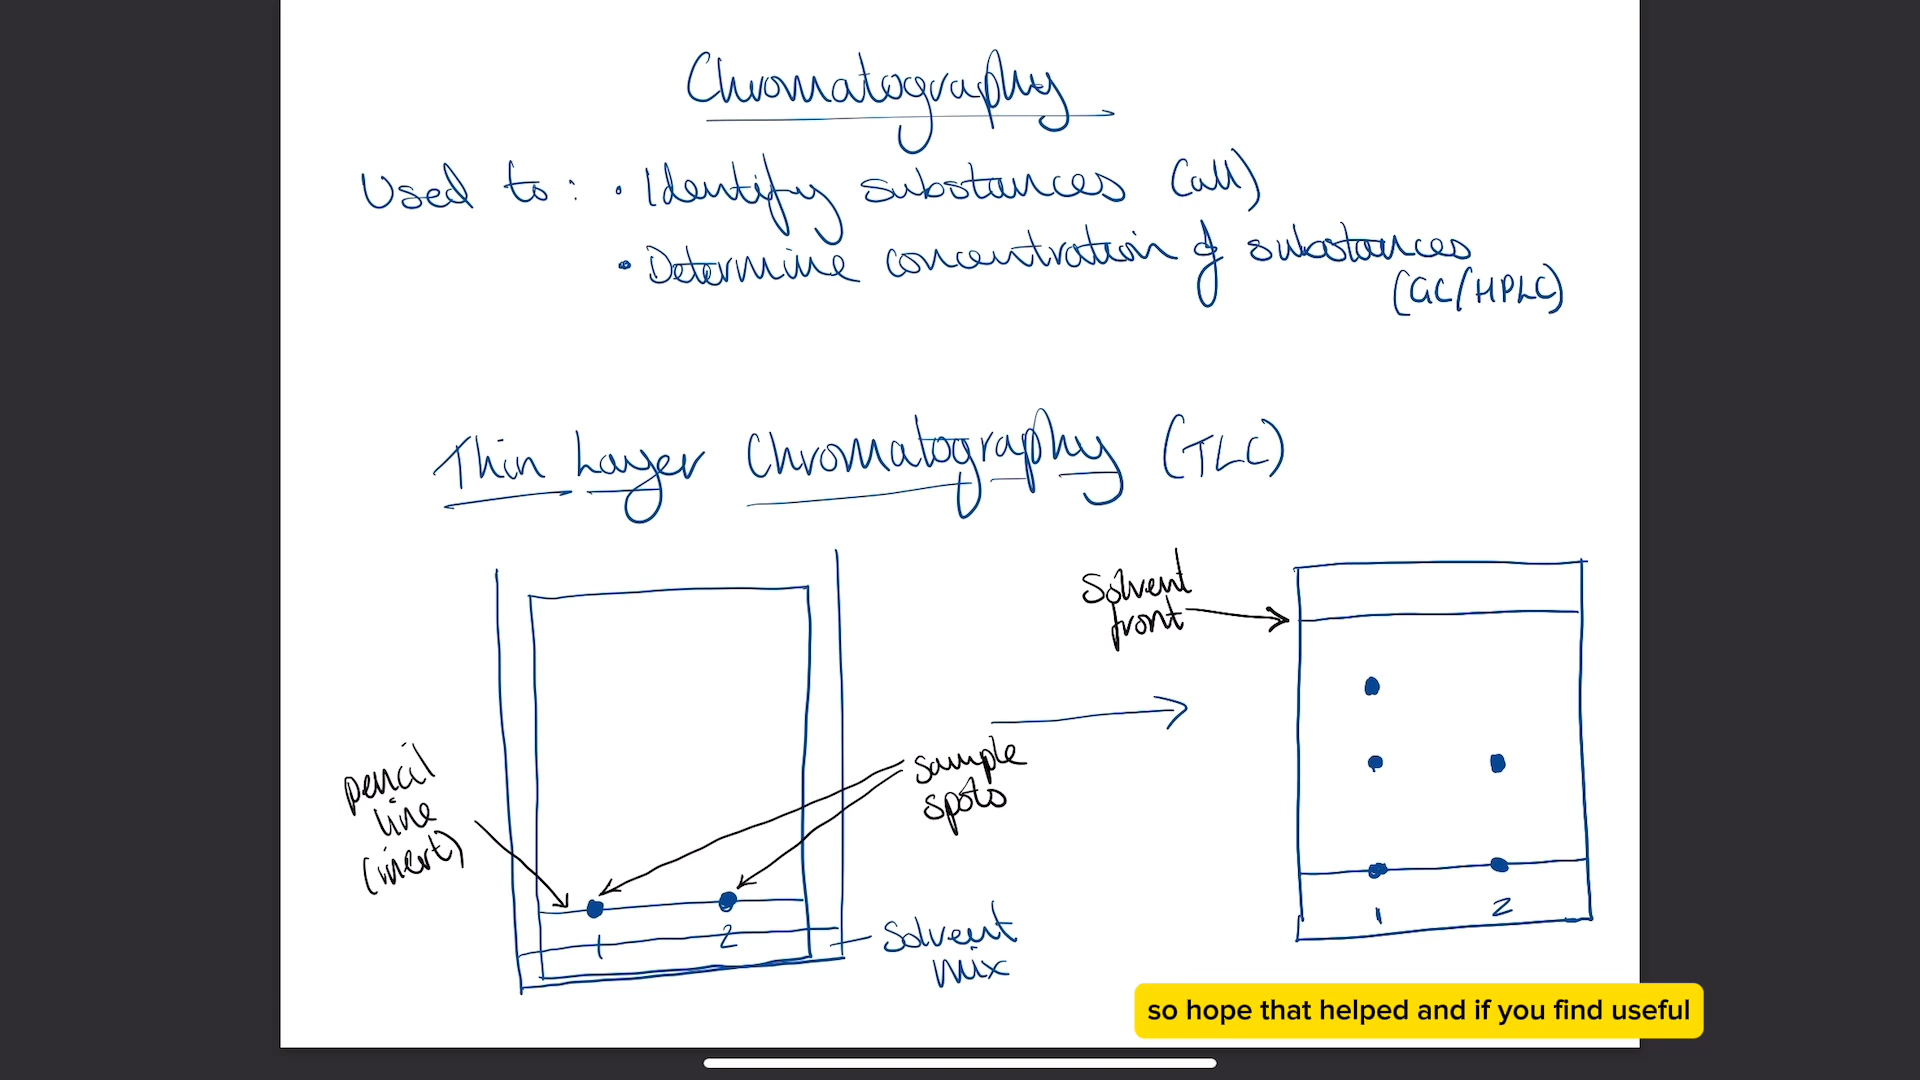 Chromatography
Used to: • Identify substances (all)
• Determine concentration of substances
(GC/HPLC)
Thin Layer Chromatography (TLC)
Solvent
front
pencil
line
(inert)
sample
spots
1 2
Solvent
mix
1 2
so hope that helped and if you find useful